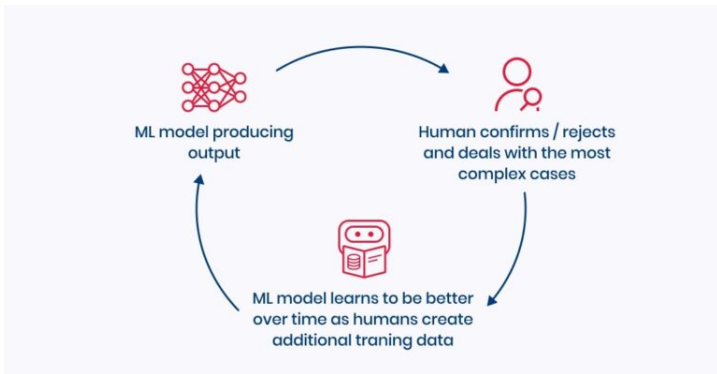 ML model producing
output
Human confirms / rejects
and deals with the most
complex cases
ML model learns to be better
over time as humans create
additional traning data